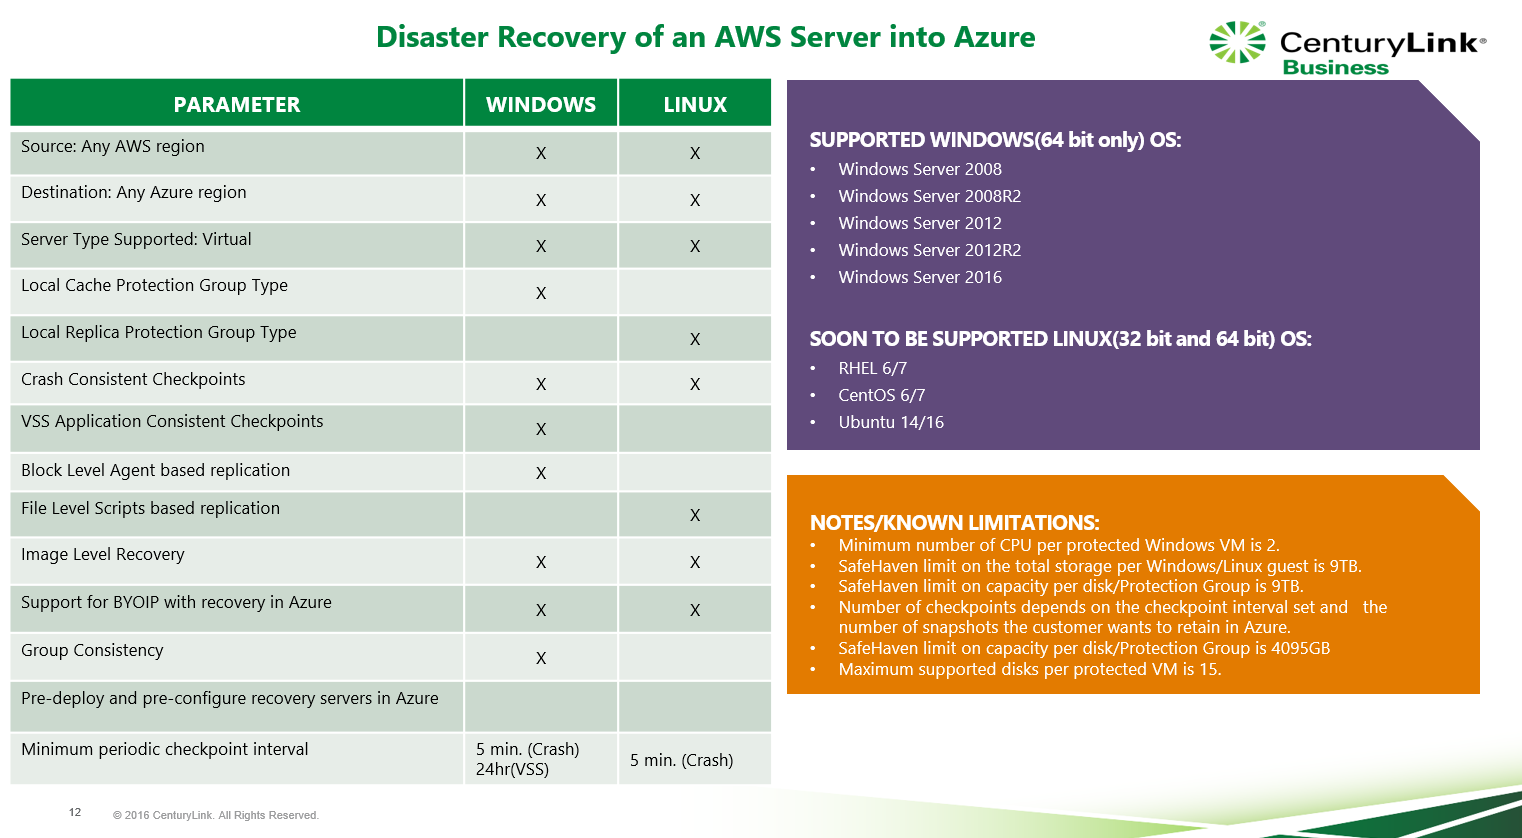 Disaster Recovery of an AWS Server into Azure
CenturyLink®
Business
PARAMETER WINDOWS LINUX
Source: Any AWS region X X
Destination: Any Azure region X X
Server Type Supported: Virtual X X
Local Cache Protection Group Type X
Local Replica Protection Group Type X
Crash Consistent Checkpoints X X
VSS Application Consistent Checkpoints X
Block Level Agent based replication X
File Level Scripts based replication X
Image Level Recovery X X
Support for BYOIP with recovery in Azure X X
Group Consistency X
Pre-deploy and pre-configure recovery servers in Azure
Minimum periodic checkpoint interval 5 min. (Crash) 5 min. (Crash)
24hr(VSS)
SUPPORTED WINDOWS(64 bit only) OS:
• Windows Server 2008
• Windows Server 2008R2
• Windows Server 2012
• Windows Server 2012R2
• Windows Server 2016
SOON TO BE SUPPORTED LINUX(32 bit and 64 bit) OS:
• RHEL 6/7
• CentOS 6/7
• Ubuntu 14/16
NOTES/KNOWN LIMITATIONS:
• Minimum number of CPU per protected Windows VM is 2.
• SafeHaven limit on the total storage per Windows/Linux guest is 9TB.
• SafeHaven limit on capacity per disk/Protection Group is 9TB.
• Number of checkpoints depends on the checkpoint interval set and the
number of snapshots the customer wants to retain in Azure.
• SafeHaven limit on capacity per disk/Protection Group is 4095GB
• Maximum supported disks per protected VM is 15.
12 © 2016 CenturyLink. All Rights Reserved.